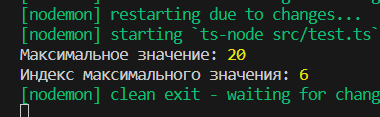 [nodemon] restarting due to changes...
[nodemon] starting `ts-node src/test.ts`
Максимальное значение: 20
Индекс максимального значения: 6
[nodemon] clean exit - waiting for chang